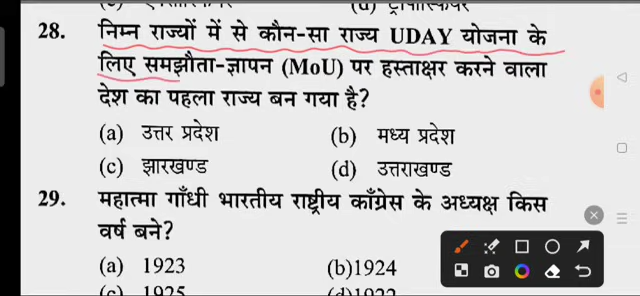 28. निम्न राज्यों में से कौन-सा राज्य UDAY योजना के
लिए समझौता-ज्ञापन (MoU) पर हस्ताक्षर करने वाला
देश का पहला राज्य बन गया है?
(a) उत्तर प्रदेश (b) मध्य प्रदेश
(c) झारखण्ड (d) उत्तराखण्ड
29. महात्मा गाँधी भारतीय राष्ट्रीय काँग्रेस के अध्यक्ष किस
वर्ष बने?
(a) 1923 (b)1924
(c) 1925